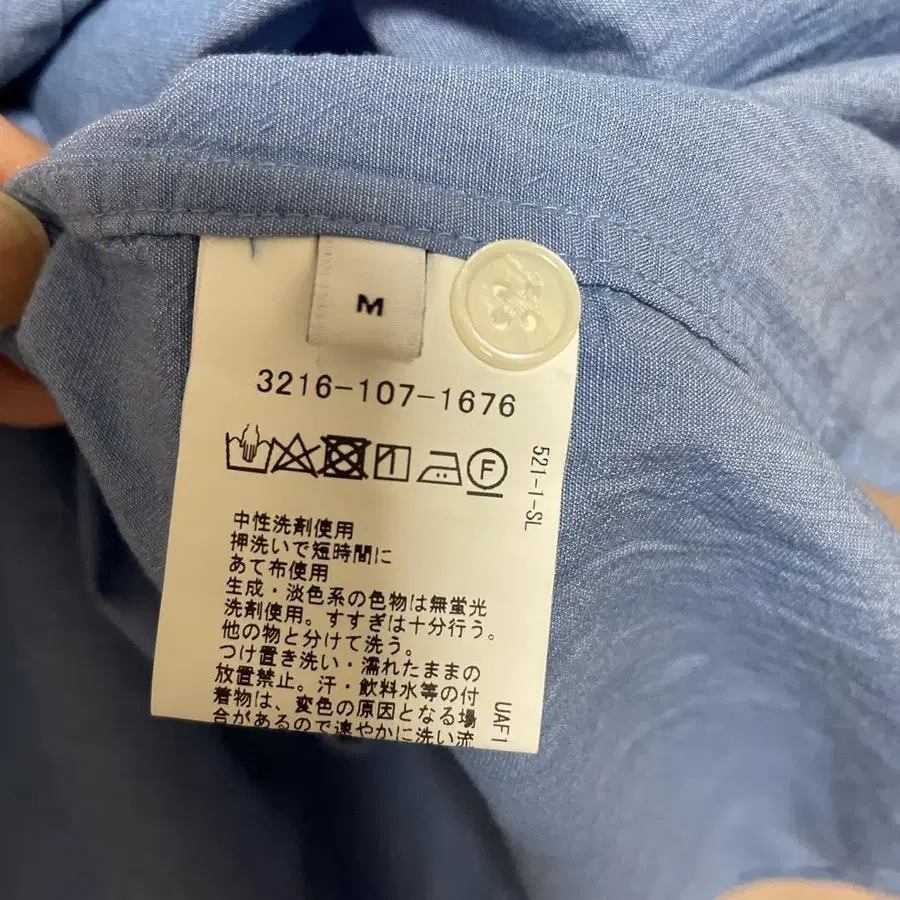 M
3216-107-1676
F
521-1-SL
中性洗剤使用
押洗いで短時間に
あて布使用
生成・淡色系の色物は無蛍光
洗剤使用。すすぎは十分行う。
他の物と分けて洗う。
つけ置き洗い・濡れたままの
放置禁止。汗・飲料水等の付
着物は、変色の原因となる場
合があるので速やかに洗い流
UAF1